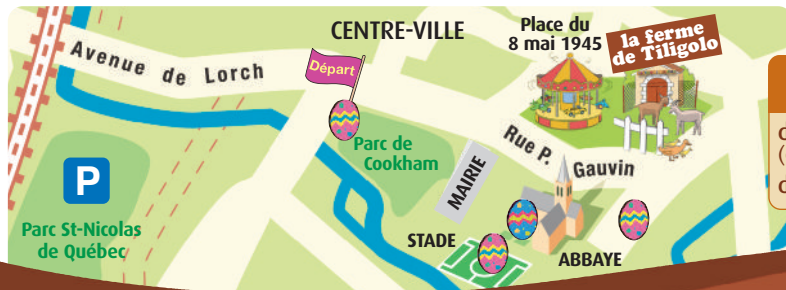 CENTRE-VILLE
Place du
8 mai 1945
la ferme
de Tiligolo
Avenue de Lorch
Départ
Parc de
Cookham
Rue P. Gauvin
MAIRIE
P
Parc St-Nicolas
de Québec
STADE
ABBAYE